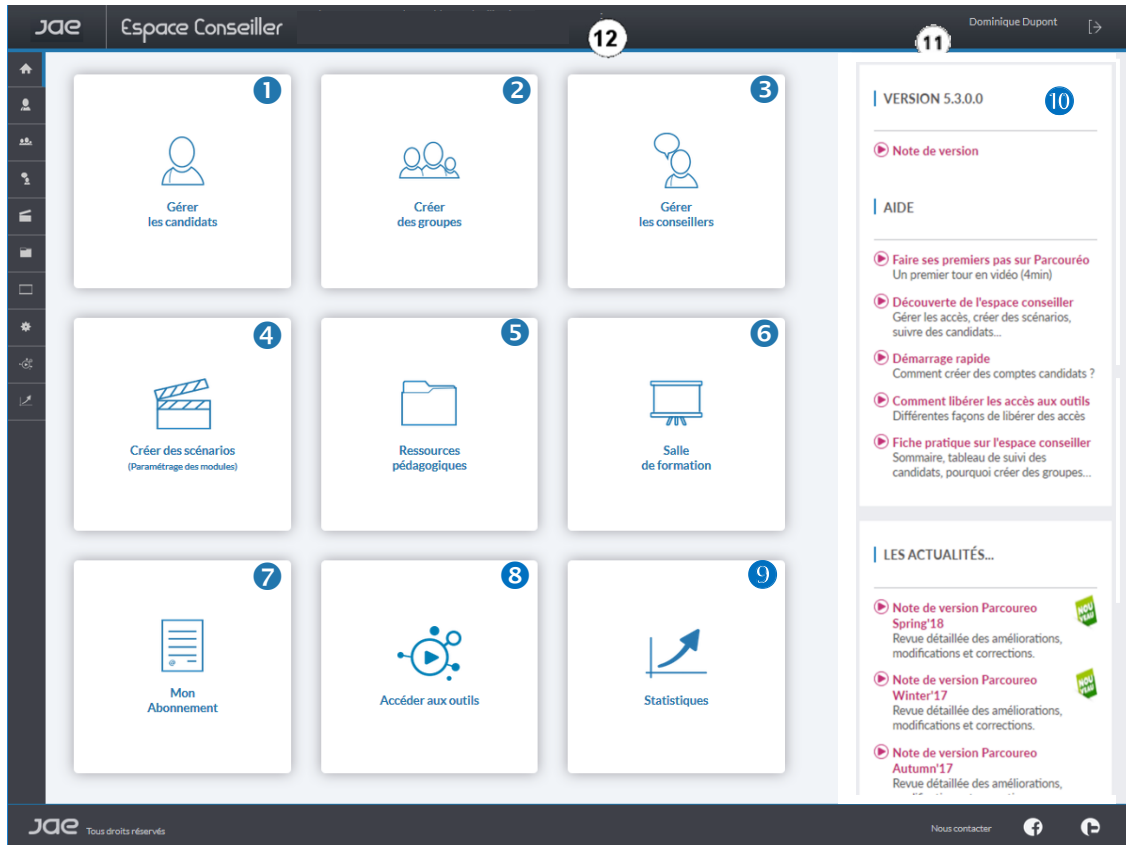 JAE
Espace Conseiller
12
11
Dominique Dupont
1
Gérer
les candidats
2
Créer
des groupes
3
Gérer
les conseillers
4
Créer des scénarios
(Paramétrage des modules)
5
Ressources
pédagogiques
6
Salle
de formation
7
Mon
Abonnement
8
Accéder aux outils
9
Statistiques
VERSION 5.3.0.0
10
Note de version
AIDE
Faire ses premiers pas sur Parcouréo
Un premier tour en vidéo (4min)
Découverte de l'espace conseiller
Gérer les accès, créer des scénarios,
suivre des candidats...
Démarrage rapide
Comment créer des comptes candidats ?
Comment libérer les accès aux outils
Différentes façons de libérer des accès
Fiche pratique sur l'espace conseiller
Sommaire, tableau de suivi des
candidats, pourquoi créer des groupes...
LES ACTUALITÉS...
Note de version Parcoureo
Spring'18
NOU
VEAU
Revue détaillée des améliorations,
modifications et corrections.
Note de version Parcoureo
Winter'17
NOU
VEAU
Revue détaillée des améliorations,
modifications et corrections.
Note de version Parcoureo
Autumn'17
Revue détaillée des améliorations,
JAE
Tous droits réservés
Nous contacter